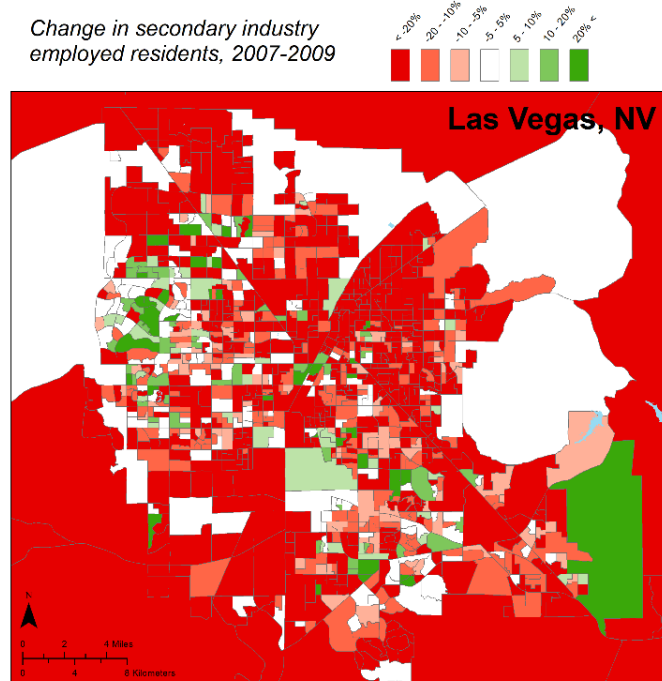 Change in secondary industry
employed residents, 2007-2009
< -20%
-20 - -10%
-10 - -5%
-5 - 5%
5 - 10%
10 - 20%
20% <
Las Vegas, NV
N
0 2 4 Miles
0 4 8 Kilometers